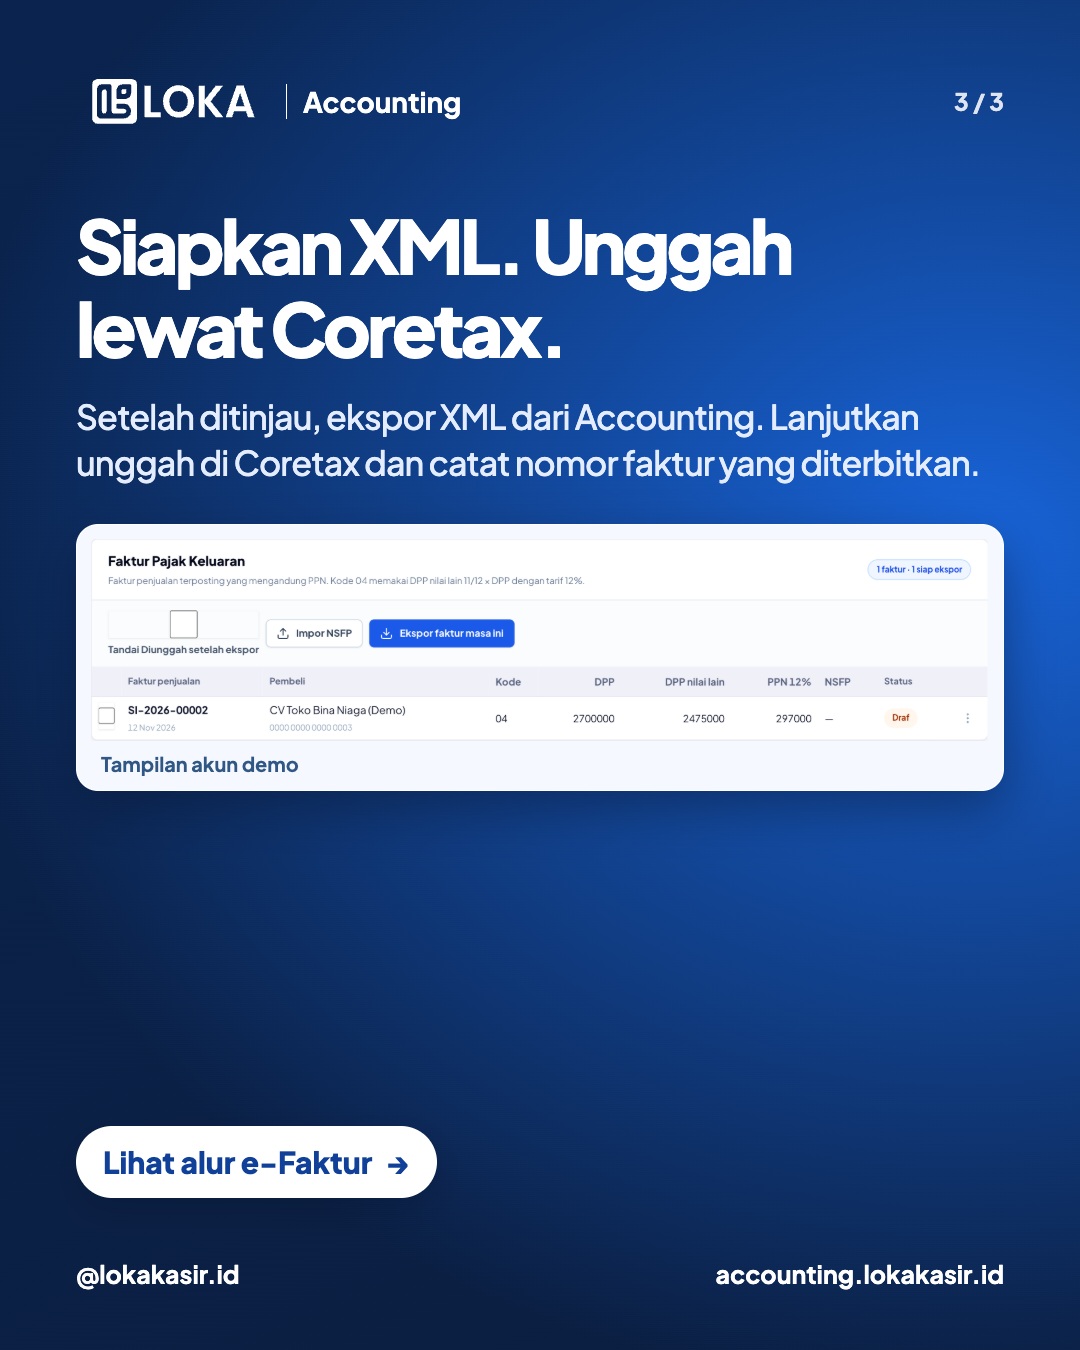 LOKA | Accounting
3 / 3
Siapkan XML. Unggah
lewat Coretax.
Setelah ditinjau, ekspor XML dari Accounting. Lanjutkan
unggah di Coretax dan catat nomor faktur yang diterbitkan.
Faktur Pajak Keluaran
Faktur penjualan terposting yang mengandung PPN. Kode 04 memakai DPP nilai lain 11/12 × DPP dengan tarif 12%.
1 faktur · 1 siap ekspor
Tandai Diunggah setelah ekspor
Impor NSFP
Ekspor faktur masa ini
Faktur penjualan Pembeli Kode DPP DPP nilai lain PPN 12% NSFP Status
SI-2026-00002 CV Toko Bina Niaga (Demo) 04 2700000 2475000 297000 — Draf
12 Nov 2026 0000 0000 0000 0003
Tampilan akun demo
Lihat alur e-Faktur →
@lokakasir.id
accounting.lokakasir.id